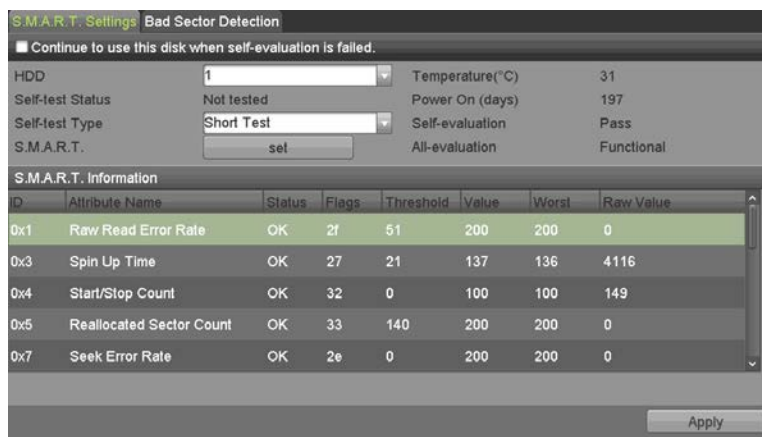 S.M.A.R.T. Settings Bad Sector Detection
Continue to use this disk when self-evaluation is failed.
HDD 1 Temperature(°C) 31
Self-test Status Not tested Power On (days) 197
Self-test Type Short Test Self-evaluation Pass
S.M.A.R.T. set All-evaluation Functional
S.M.A.R.T. Information
ID Attribute Name Status Flags Threshold Value Worst Raw Value
0x1 Raw Read Error Rate OK 2f 51 200 200 0
0x3 Spin Up Time OK 27 21 137 136 4116
0x4 Start/Stop Count OK 32 0 100 100 149
0x5 Reallocated Sector Count OK 33 140 200 200 0
0x7 Seek Error Rate OK 2e 0 200 200 0
Apply